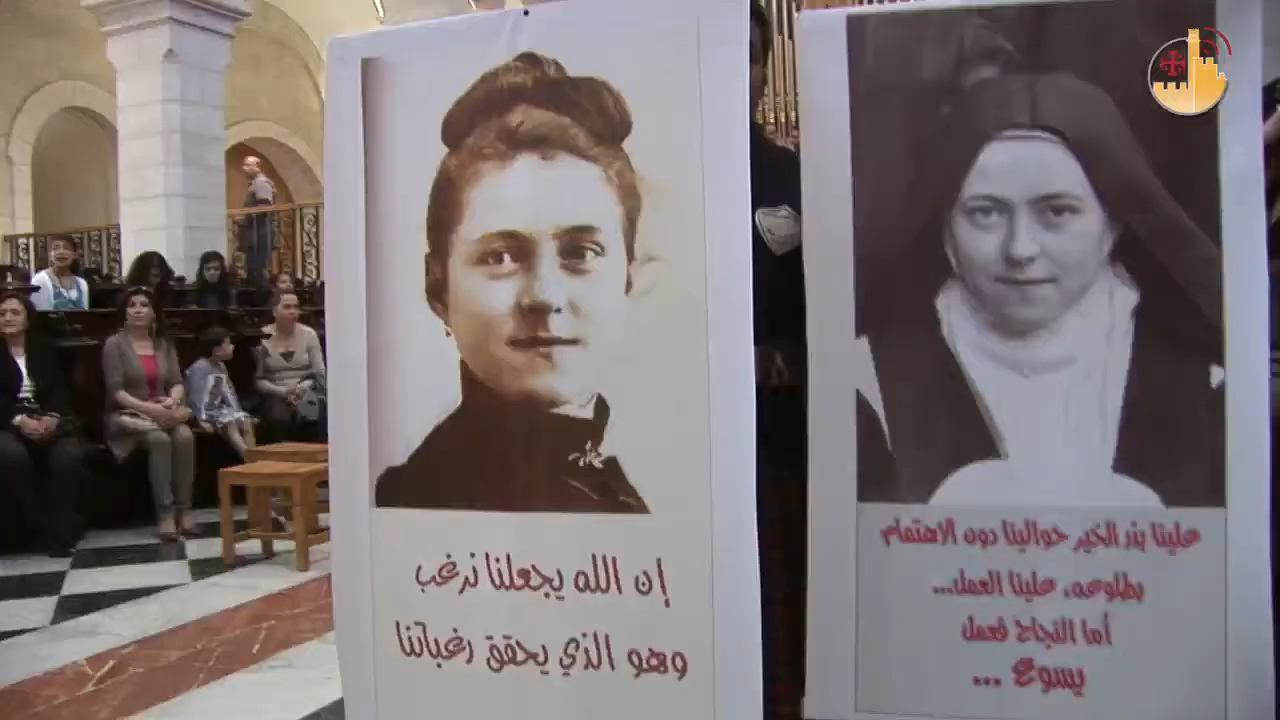 إن الله يجعلنا نرغب
وهو الذي يحقق رغباتنا
علينا بذر الخير حوالينا دون الاهتمام
بطلوعه، علينا العمل...
أما النجاح فعمل
يسوع ...